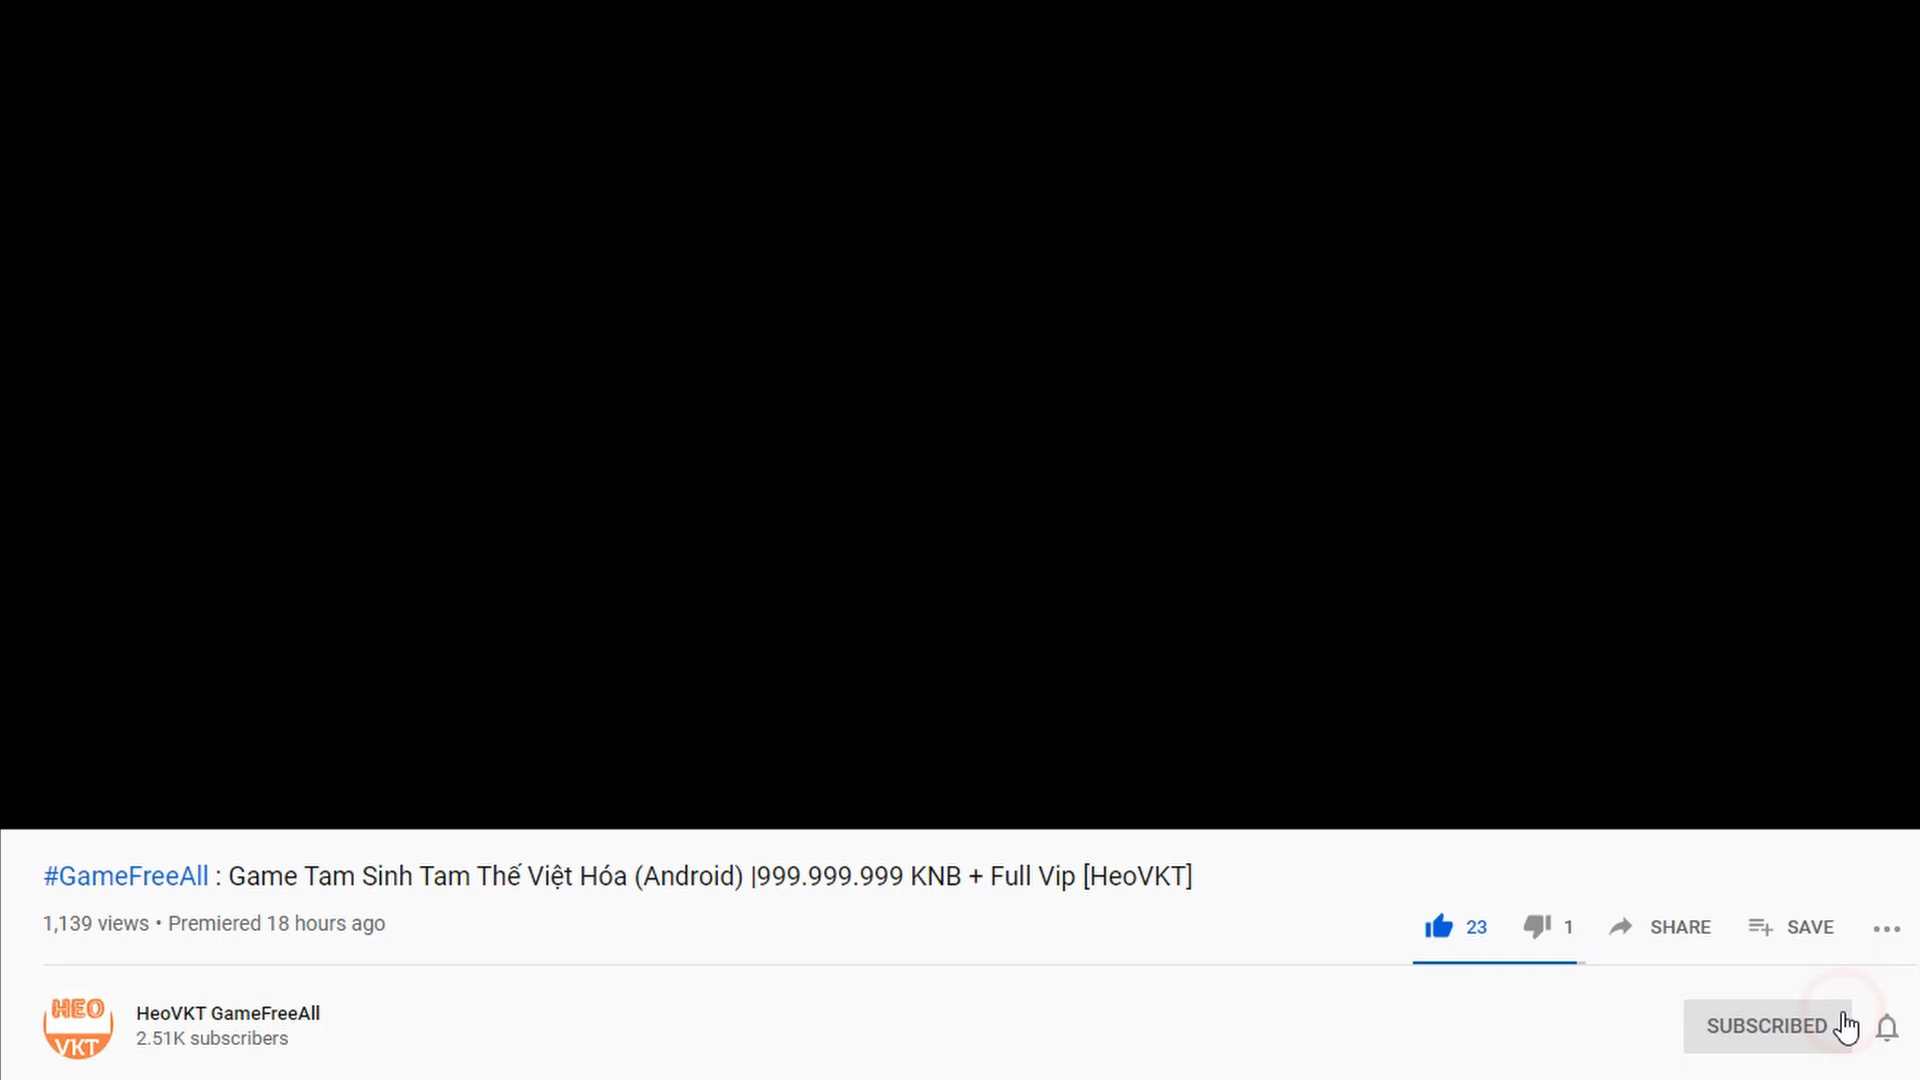 #GameFreeAll : Game Tam Sinh Tam Thế Việt Hóa (Android) |999.999.999 KNB + Full Vip [HeoVKT]
1,139 views • Premiered 18 hours ago
23 1 SHARE SAVE
HEO
VKT
HeoVKT GameFreeAll
2.51K subscribers
SUBSCRIBED